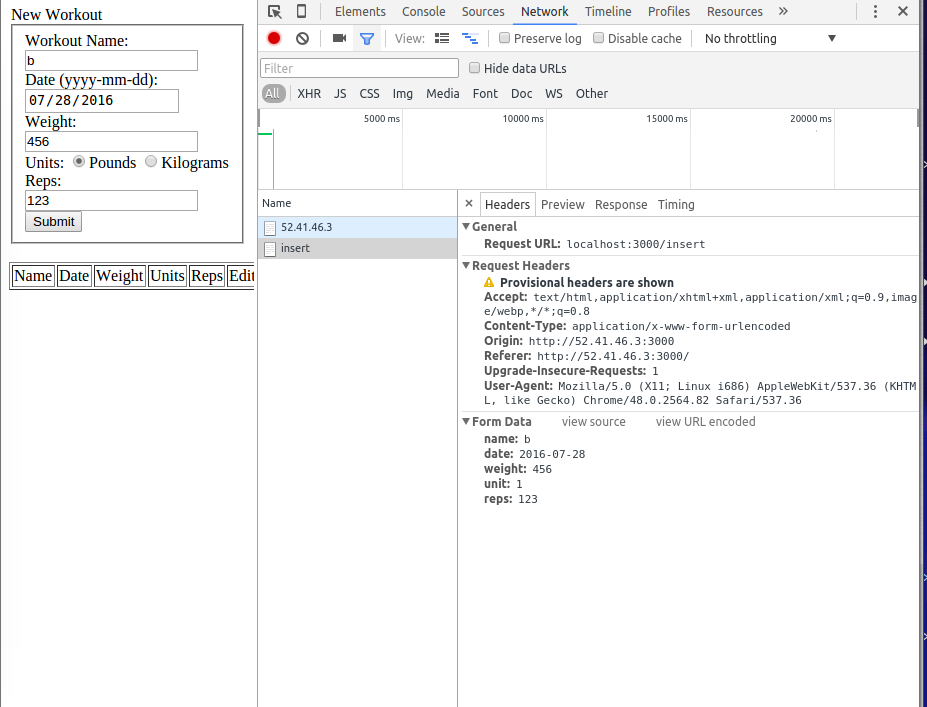 New Workout
Workout Name:
b
Date (yyyy-mm-dd):
07/28/2016
Weight:
456
Units: Pounds Kilograms
Reps:
123
Submit
Name Date Weight Units Reps Edit
Elements Console Sources Network Timeline Profiles Resources »
View: Preserve log Disable cache No throttling
Filter Hide data URLs
All XHR JS CSS Img Media Font Doc WS Other
5000 ms 10000 ms 15000 ms 20000 ms
Name
52.41.46.3
insert
× Headers Preview Response Timing
General
Request URL: localhost:3000/insert
Request Headers
Provisional headers are shown
Accept: text/html,application/xhtml+xml,application/xml;q=0.9,imag
e/webp,*/*;q=0.8
Content-Type: application/x-www-form-urlencoded
Origin: http://52.41.46.3:3000
Referer: http://52.41.46.3:3000/
Upgrade-Insecure-Requests: 1
User-Agent: Mozilla/5.0 (X11; Linux i686) AppleWebKit/537.36 (KHTM
L, like Gecko) Chrome/48.0.2564.82 Safari/537.36
Form Data view source view URL encoded
name: b
date: 2016-07-28
weight: 456
unit: 1
reps: 123